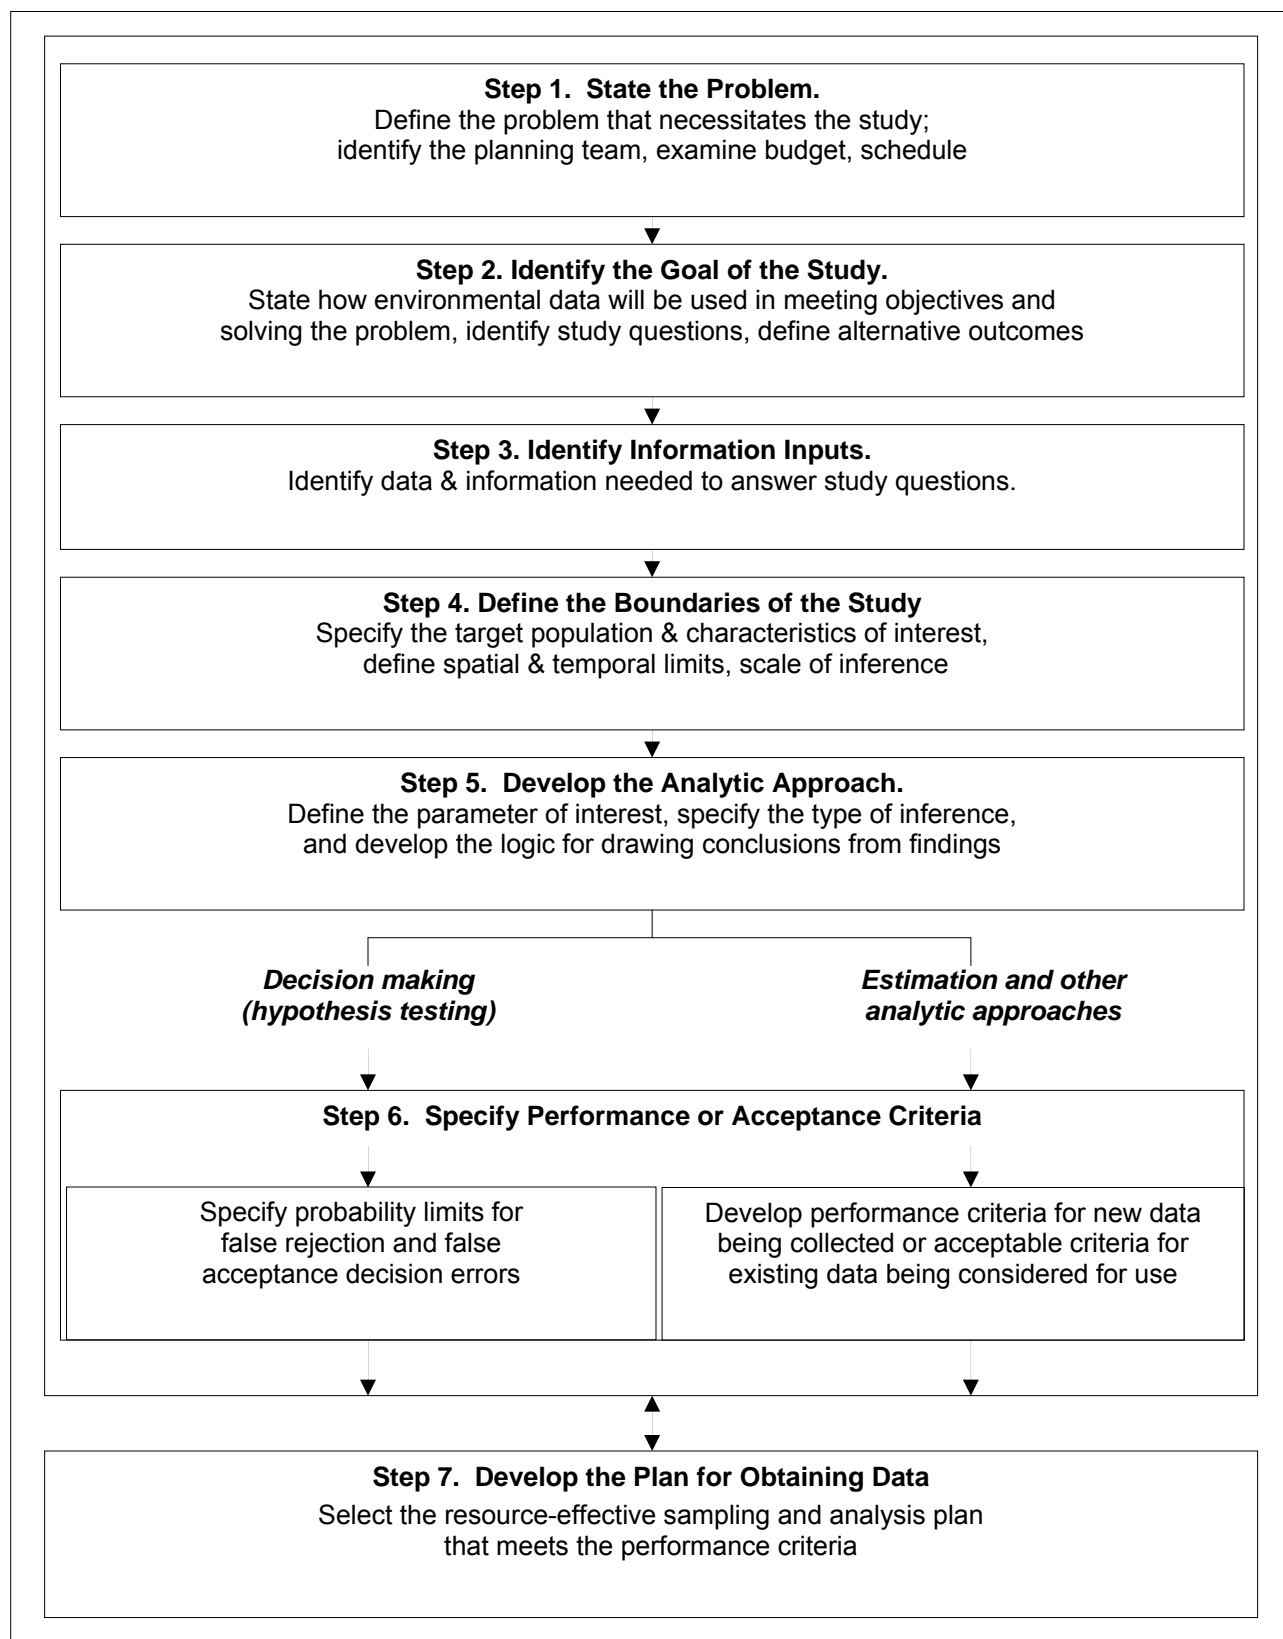 Step 1.  State the Problem.
Define the problem that necessitates the study;
identify the planning team, examine budget, schedule
Step 2. Identify the Goal of the Study.
State how environmental data will be used in meeting objectives and
solving the problem, identify study questions, define alternative outcomes
Step 3. Identify Information Inputs.
Identify data & information needed to answer study questions.
Step 4. Define the Boundaries of the Study
Specify the target population & characteristics of interest,
define spatial & temporal limits, scale of inference
Step 5.  Develop the Analytic Approach.
Define the parameter of interest, specify the type of inference,
and develop the logic for drawing conclusions from findings
Decision making
(hypothesis testing)
Estimation and other
analytic approaches
Step 6.  Specify Performance or Acceptance Criteria
Specify probability limits for
false rejection and false
acceptance decision errors
Develop performance criteria for new data
being collected or acceptable criteria for
existing data being considered for use
Step 7.  Develop the Plan for Obtaining Data
Select the resource-effective sampling and analysis plan
that meets the performance criteria